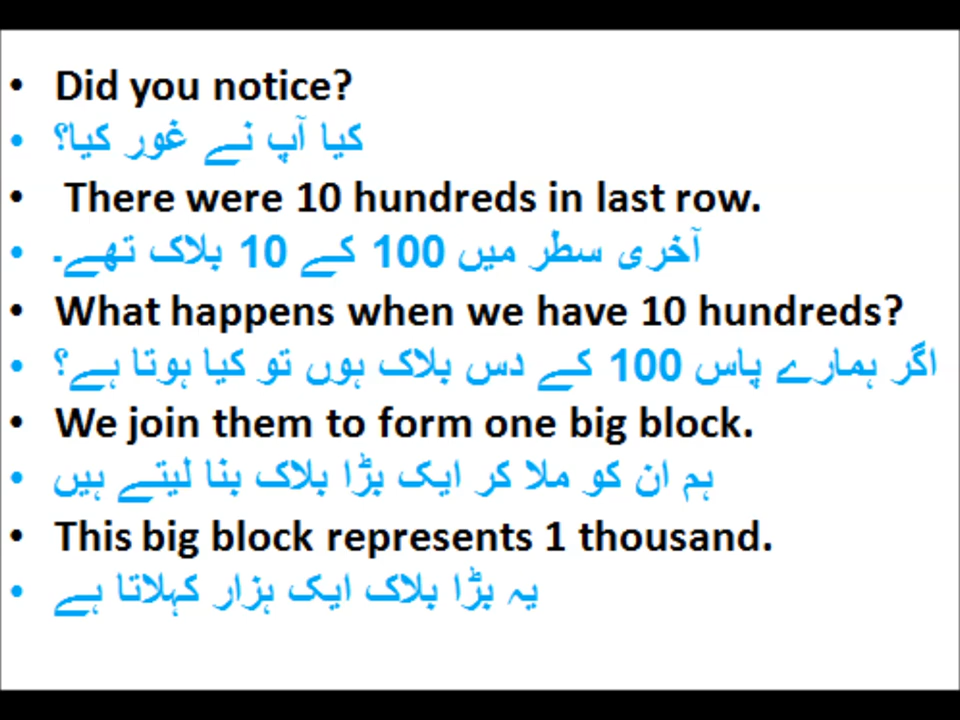 • Did you notice?
• کیا آپ نے غور کیا؟
• There were 10 hundreds in last row.
• آخری سطر میں 100 کے 10 بلاک تھے۔
• What happens when we have 10 hundreds?
• اگر ہمارے پاس 100 کے دس بلاک ہوں تو کیا ہوتا ہے؟
• We join them to form one big block.
• ہم ان کو ملا کر ایک بڑا بلاک بنا لیتے ہیں
• This big block represents 1 thousand.
• یہ بڑا بلاک ایک ہزار کہلاتا ہے